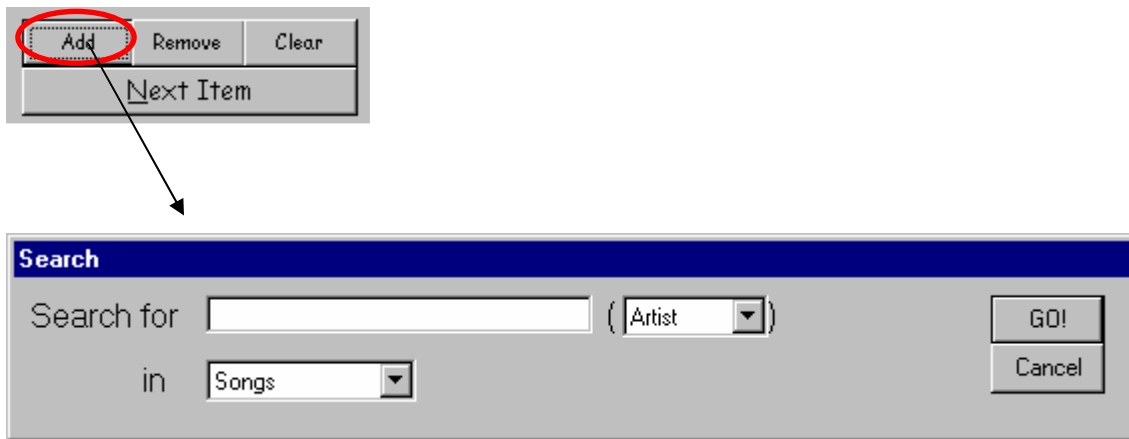 Add Remove Clear
Next Item
Search
Search for ( Artist ) GO!
in Songs Cancel